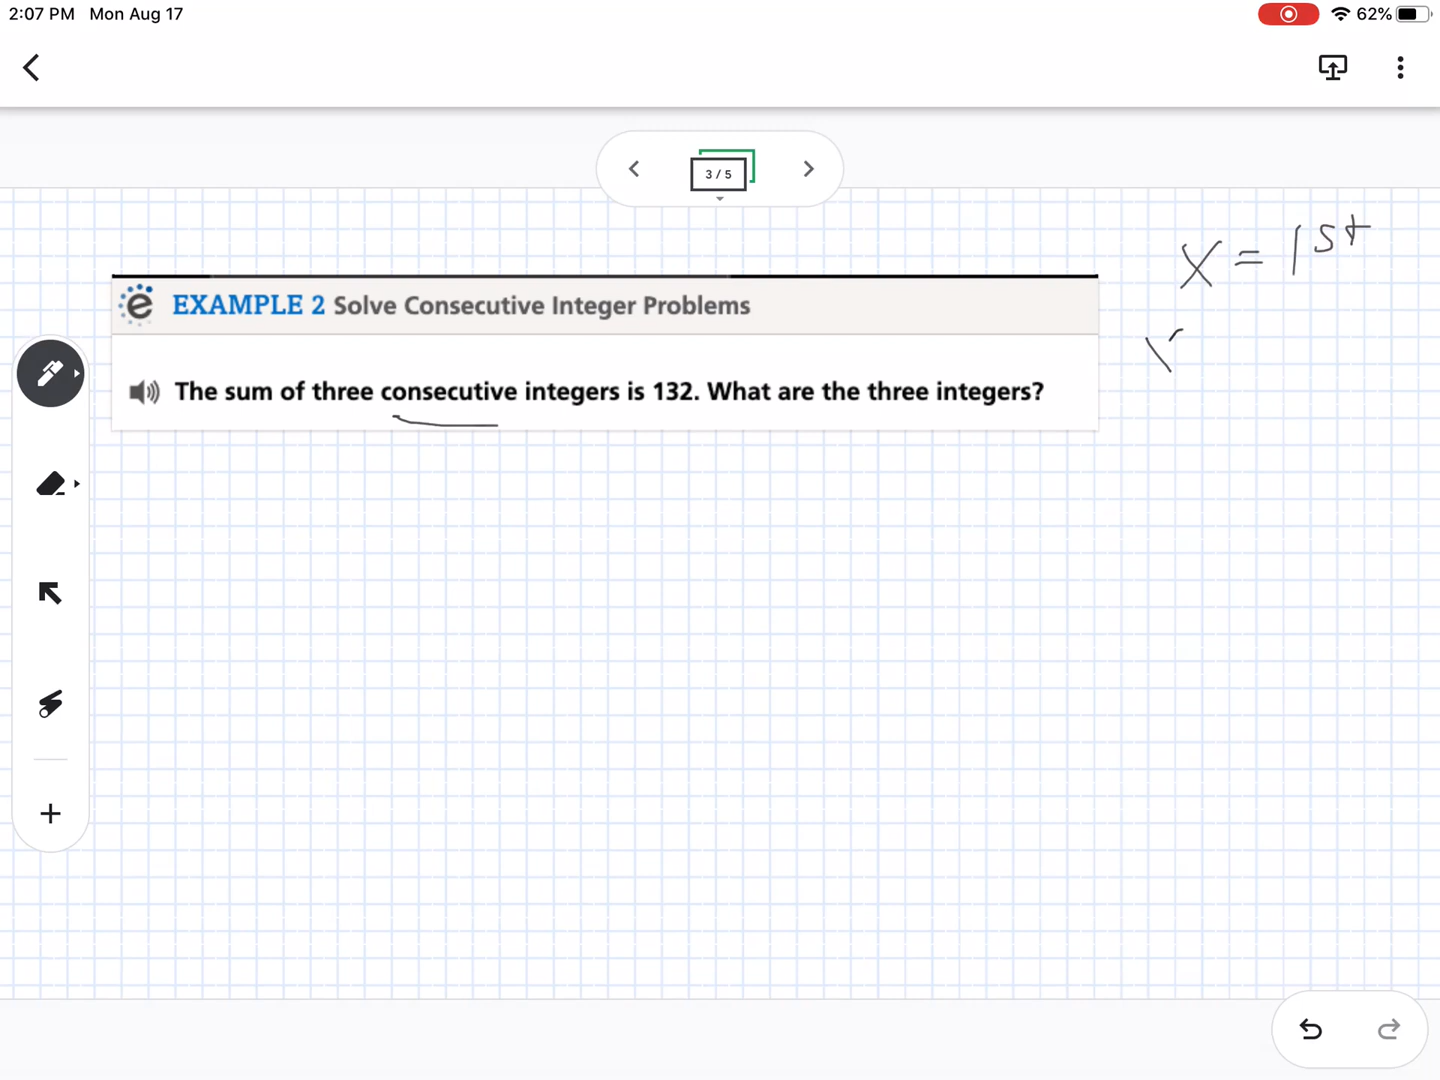 2:07 PM Mon Aug 17
62%
3 / 5
x = 1st
e EXAMPLE 2 Solve Consecutive Integer Problems
The sum of three consecutive integers is 132. What are the three integers?